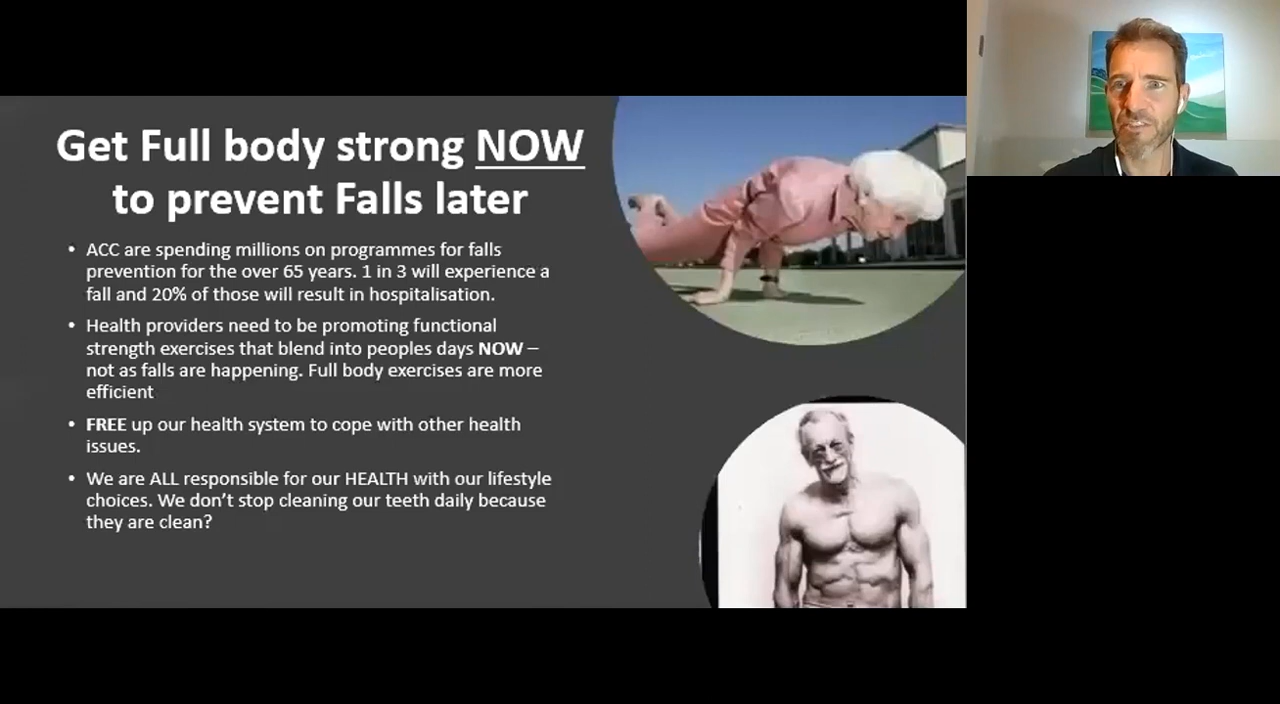 Get Full body strong NOW
to prevent Falls later
• ACC are spending millions on programmes for falls
prevention for the over 65 years. 1 in 3 will experience a
fall and 20% of those will result in hospitalisation.
• Health providers need to be promoting functional
strength exercises that blend into peoples days NOW –
not as falls are happening. Full body exercises are more
efficient
• FREE up our health system to cope with other health
issues.
• We are ALL responsible for our HEALTH with our lifestyle
choices. We don't stop cleaning our teeth daily because
they are clean?